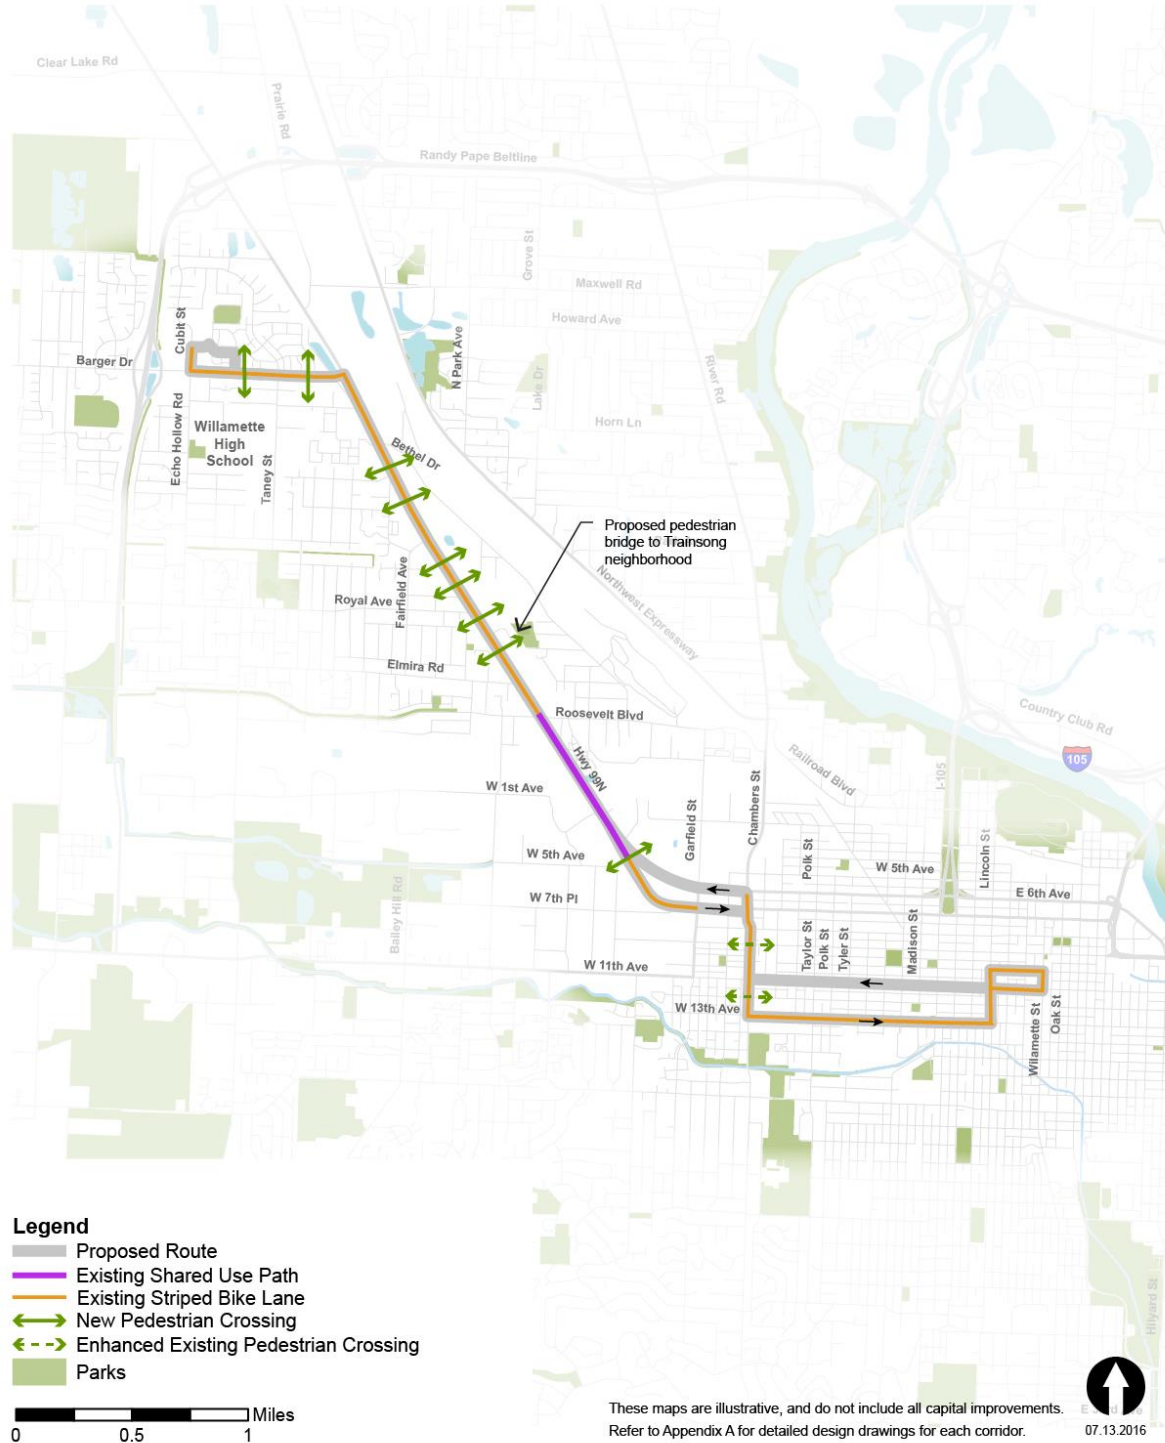 Clear Lake Rd
Prairie Rd
Randy Pape Beltline
Grove St
Maxwell Rd
Howard Ave
Cubit St
Barger Dr
N Park Ave
Lake Dr
River Rd
Horn Ln
Echo Hollow Rd
Willamette
High
School
Taney St
Bethel Dr
Proposed pedestrian
bridge to Trainsong
neighborhood
Northwest Expressway
Fairfield Ave
Royal Ave
Elmira Rd
Roosevelt Blvd
Country Club Rd
105
I-105
Hwy 99N
Railroad Blvd
W 1st Ave
Garfield St
Chambers St
Polk St
Lincoln St
W 5th Ave
W 5th Ave
E 6th Ave
W 7th Pl
Bailey Hill Rd
Taylor St
Polk St
Tyler St
Madison St
W 11th Ave
W 13th Ave
Wilamette St
Oak St
Hilyard St
Legend
Proposed Route
Existing Shared Use Path
Existing Striped Bike Lane
New Pedestrian Crossing
Enhanced Existing Pedestrian Crossing
Parks
Miles
0 0.5 1
These maps are illustrative, and do not include all capital improvements.
Refer to Appendix A for detailed design drawings for each corridor.
07.13.2016